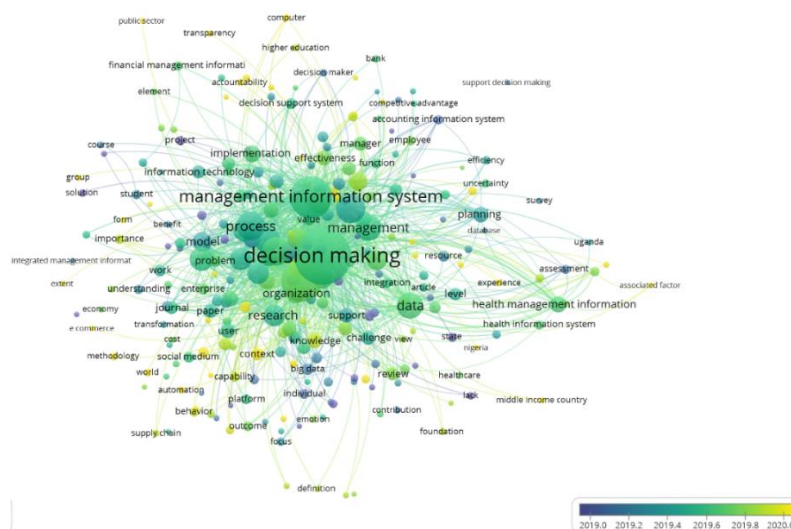 public sector
computer
transparency
higher education
financial management informati
bank
decision maker
accountability
support decision making
element
decision support system
competitive advantage
accounting information system
project
manager
employee
course
implementation
effectiveness
function
efficiency
information technology
group
uncertainty
solution
student
management information system
survey
form
value
planning
benefit
process
management
database
importance
model
uganda
integrated management informat
problem
decision making
resource
work
assessment
extent
understanding
enterprise
integration
article
experience
associated factor
organization
level
economy
journal
paper
data
health management information
research
support
e commerce
transformation
health information system
cost
user
knowledge
challenge
view
state
methodology
social medium
context
nigeria
world
big data
capability
review
healthcare
automation
platform
individual
lack
middle income country
behavior
contribution
outcome
emotion
supply chain
focus
foundation
definition
2019.0 2019.2 2019.4 2019.6 2019.8